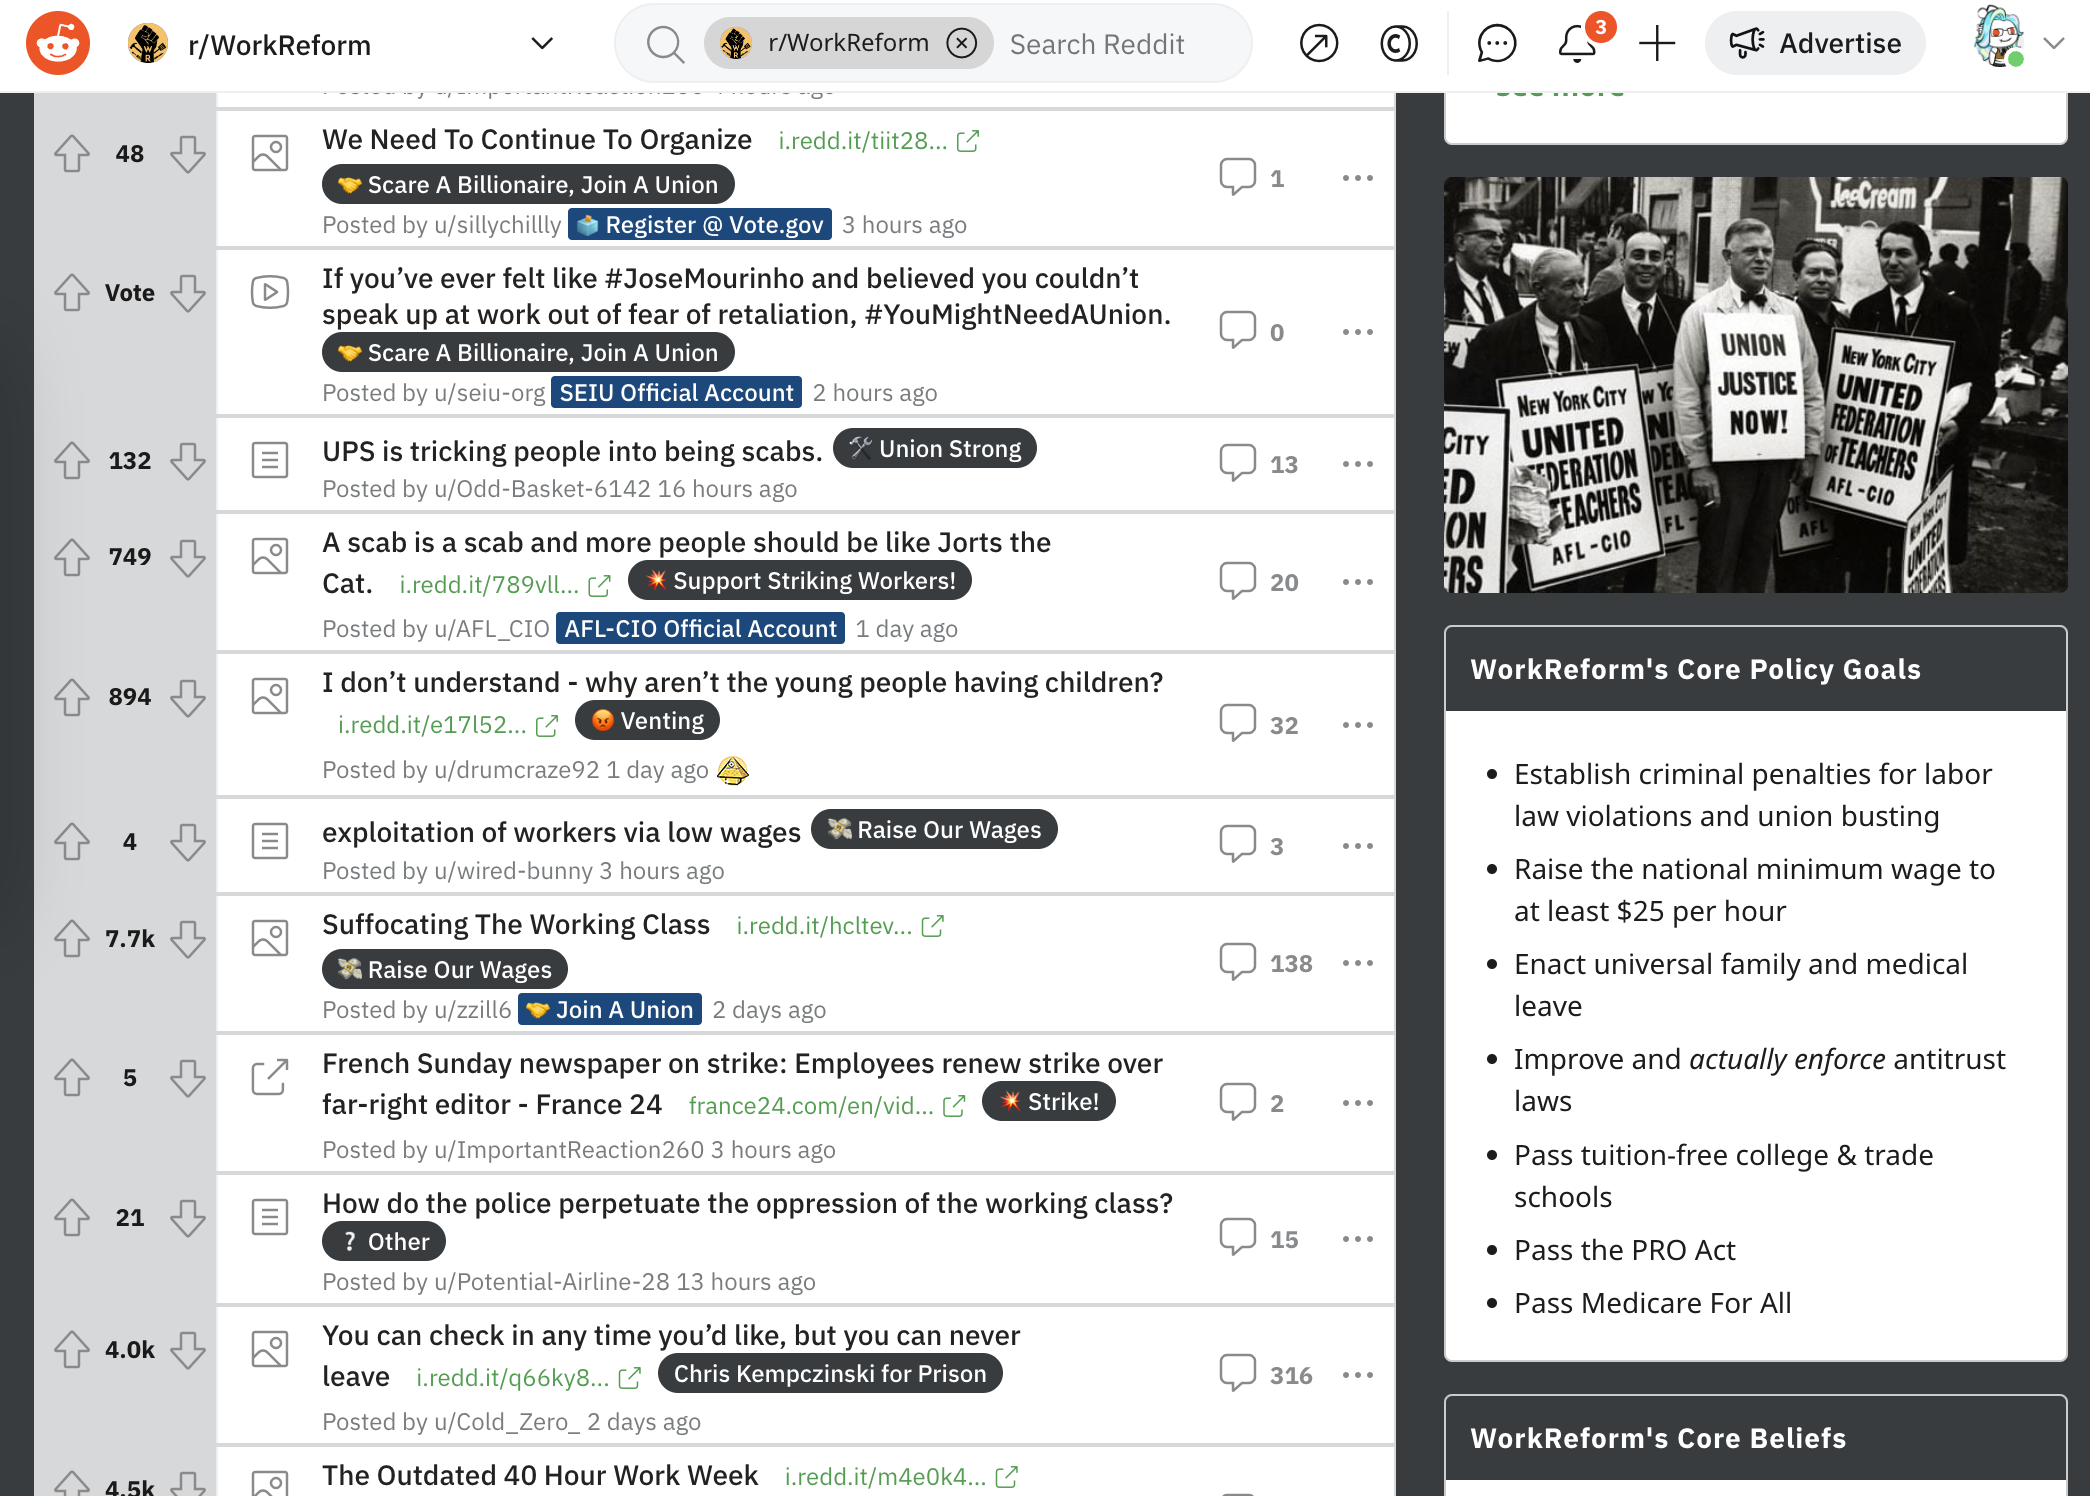 r/WorkReform
r/WorkReform
Search Reddit
3
Advertise
48
We Need To Continue To Organize i.redd.it/tiit28...
🤝 Scare A Billionaire, Join A Union
Posted by u/sillychillly 🗳️ Register @ Vote.gov 3 hours ago
1
Vote
If you’ve ever felt like #JoseMourinho and believed you couldn’t
speak up at work out of fear of retaliation, #YouMightNeedAUnion.
🤝 Scare A Billionaire, Join A Union
Posted by u/seiu-org SEIU Official Account 2 hours ago
0
132
UPS is tricking people into being scabs. 🛠️ Union Strong
Posted by u/Odd-Basket-6142 16 hours ago
13
749
A scab is a scab and more people should be like Jorts the
Cat. i.redd.it/789vll... 💥 Support Striking Workers!
Posted by u/AFL_CIO AFL-CIO Official Account 1 day ago
20
894
I don’t understand - why aren’t the young people having children?
i.redd.it/e17l52... 😡 Venting
Posted by u/drumcraze92 1 day ago
32
4
exploitation of workers via low wages 💸 Raise Our Wages
Posted by u/wired-bunny 3 hours ago
3
7.7k
Suffocating The Working Class i.redd.it/hcltev...
💸 Raise Our Wages
Posted by u/zzill6 🤝 Join A Union 2 days ago
138
5
French Sunday newspaper on strike: Employees renew strike over
far-right editor - France 24 france24.com/en/vid... 💥 Strike!
Posted by u/ImportantReaction260 3 hours ago
2
21
How do the police perpetuate the oppression of the working class?
❔ Other
Posted by u/Potential-Airline-28 13 hours ago
15
4.0k
You can check in any time you’d like, but you can never
leave i.redd.it/q66ky8... Chris Kempczinski for Prison
Posted by u/Cold_Zero_ 2 days ago
316
4.5k
The Outdated 40 Hour Work Week i.redd.it/m4e0k4...
see more
IceCream
UNION
JUSTICE
NOW!
NEW YORK CITY
UNITED
FEDERATION
TEACHERS
AFL-CIO
NEW YORK CITY
UNITED
FEDERATION
OF TEACHERS
AFL-CIO
WorkReform's Core Policy Goals
• Establish criminal penalties for labor
law violations and union busting
• Raise the national minimum wage to
at least $25 per hour
• Enact universal family and medical
leave
• Improve and actually enforce antitrust
laws
• Pass tuition-free college & trade
schools
• Pass the PRO Act
• Pass Medicare For All
WorkReform's Core Beliefs